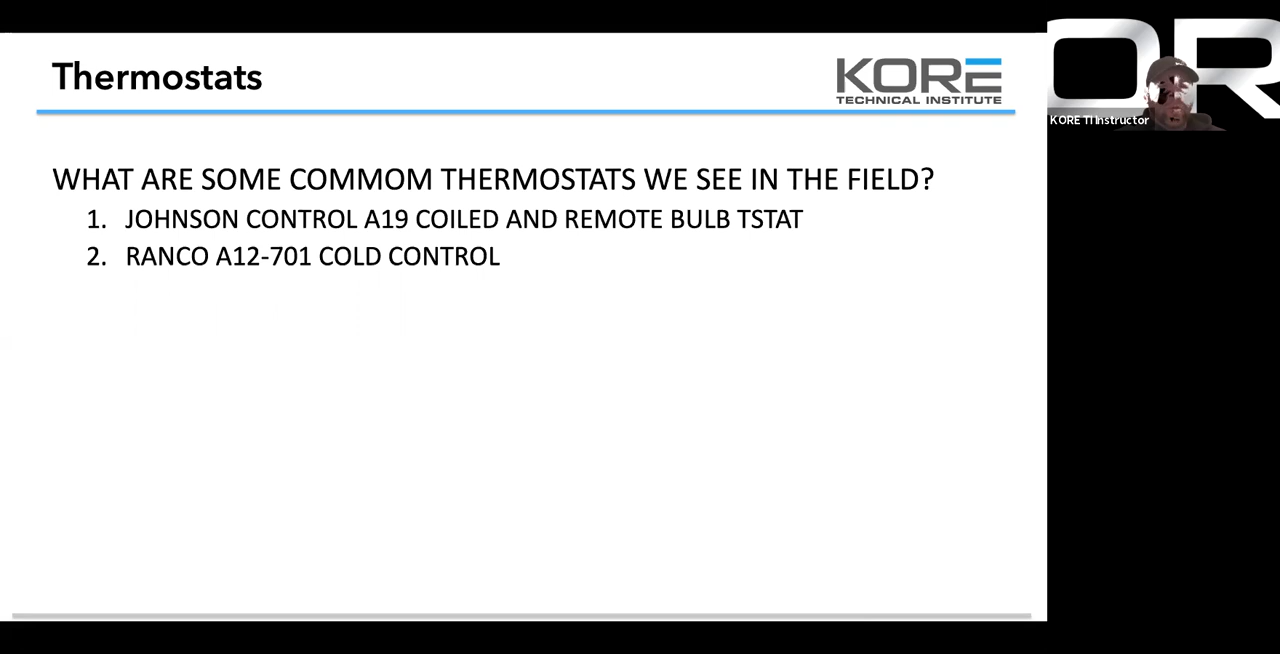 Thermostats
KORE
TECHNICAL INSTITUTE
OR
KORE TI Instructor
WHAT ARE SOME COMMOM THERMOSTATS WE SEE IN THE FIELD?
1. JOHNSON CONTROL A19 COILED AND REMOTE BULB TSTAT
2. RANCO A12-701 COLD CONTROL